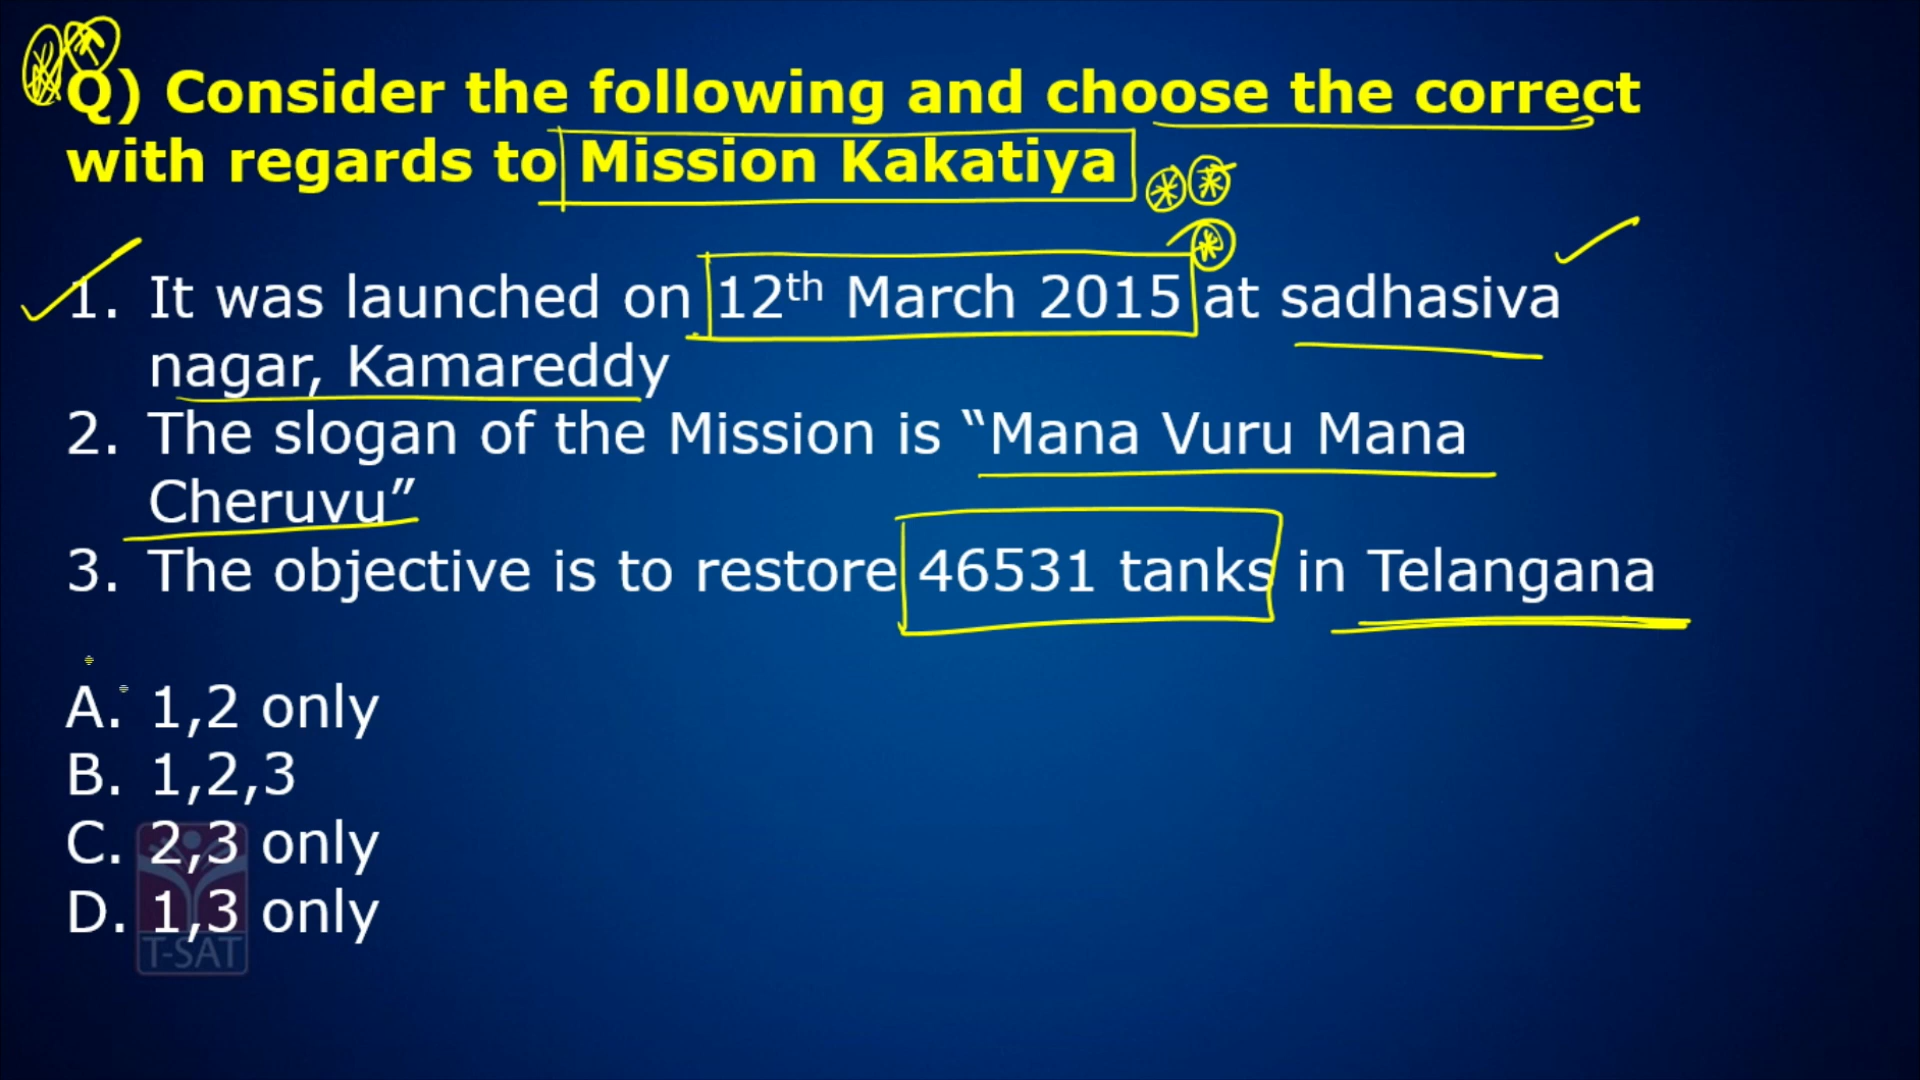 Q) Consider the following and choose the correct
with regards to Mission Kakatiya
1. It was launched on 12th March 2015 at sadhasiva
nagar, Kamareddy
2. The slogan of the Mission is “Mana Vuru Mana
Cheruvu”
3. The objective is to restore 46531 tanks in Telangana
A. 1,2 only
B. 1,2,3
C. 2,3 only
D. 1,3 only
T-SAT